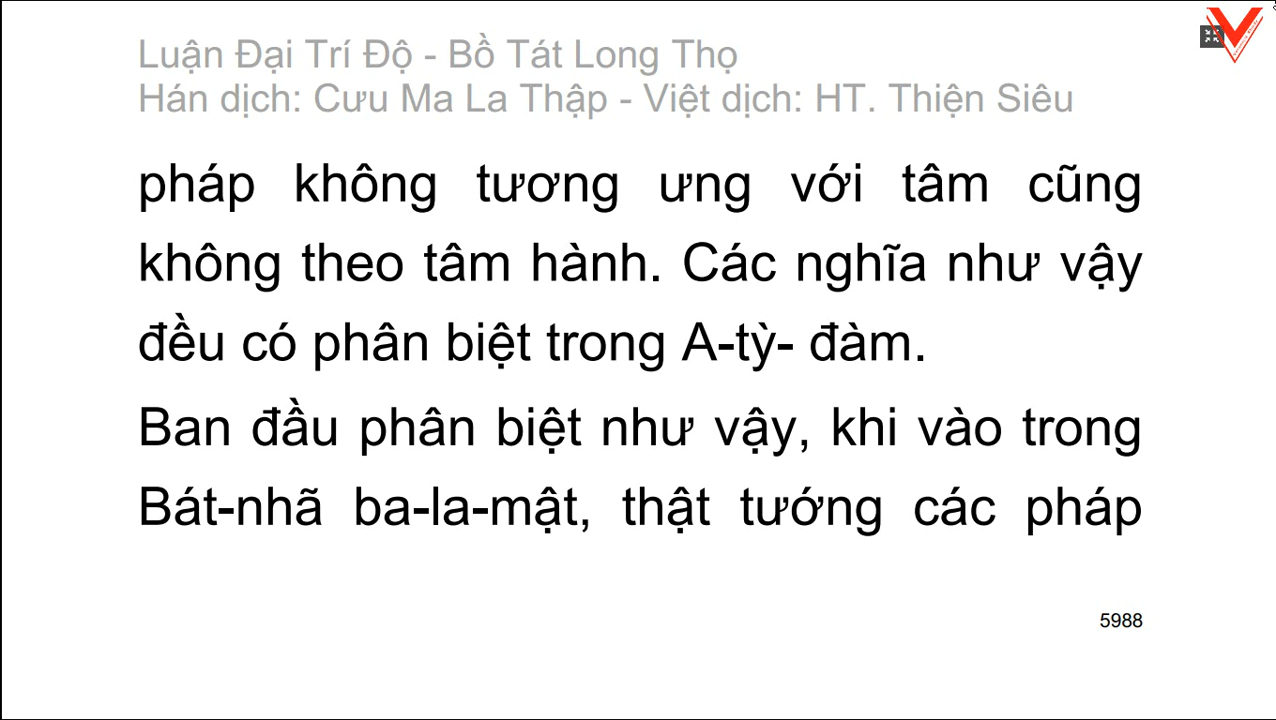 Luận Đại Trí Độ - Bồ Tát Long Thọ
Hán dịch: Cưu Ma La Thập - Việt dịch: HT. Thiện Siêu
pháp không tương ưng với tâm cũng
không theo tâm hành. Các nghĩa như vậy
đều có phân biệt trong A-tỳ- đàm.
Ban đầu phân biệt như vậy, khi vào trong
Bát-nhã ba-la-mật, thật tướng các pháp
5988